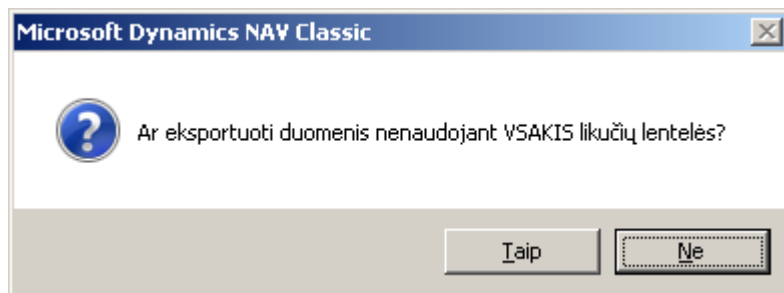 Microsoft Dynamics NAV Classic
Ar eksportuoti duomenis nenaudojant VSAKIS likučių lentelės?
Taip
Ne